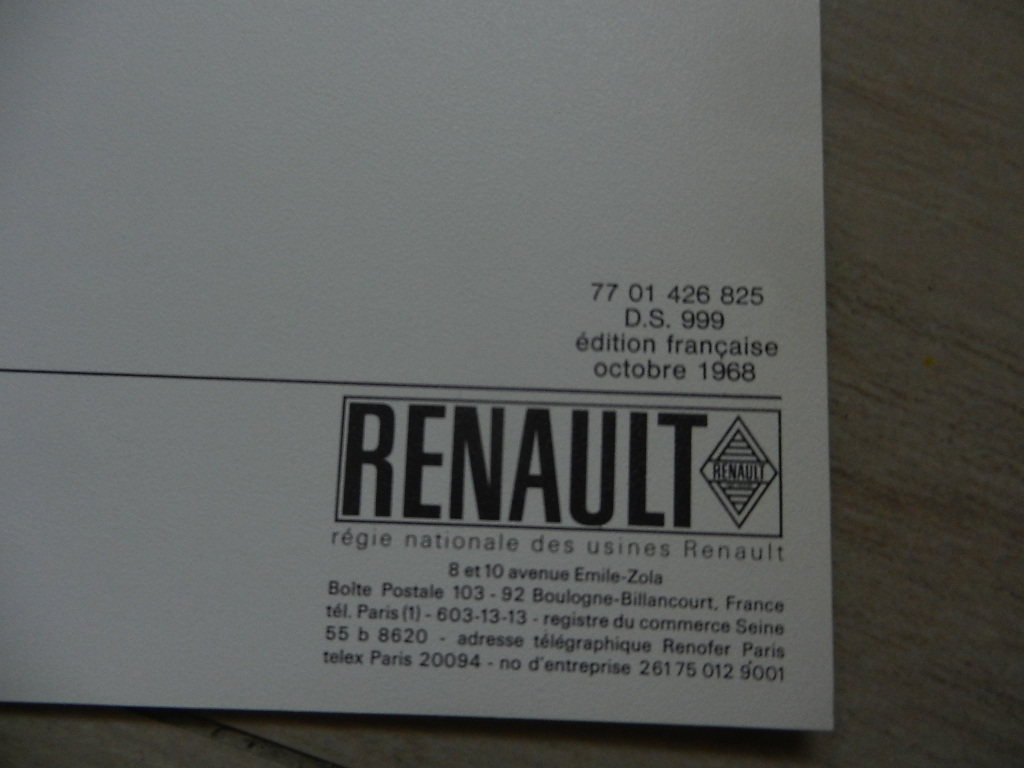 77 01 426 825
D.S. 999
édition française
octobre 1968
RENAULT
RENAULT
régie nationale des usines Renault
8 et 10 avenue Emile-Zola
Boîte Postale 103 - 92 Boulogne-Billancourt, France
tél. Paris (1) - 603-13-13 - registre du commerce Seine
55 b 8620 - adresse télégraphique Renofer Paris
telex Paris 20094 - no d'entreprise 261 75 012 9001